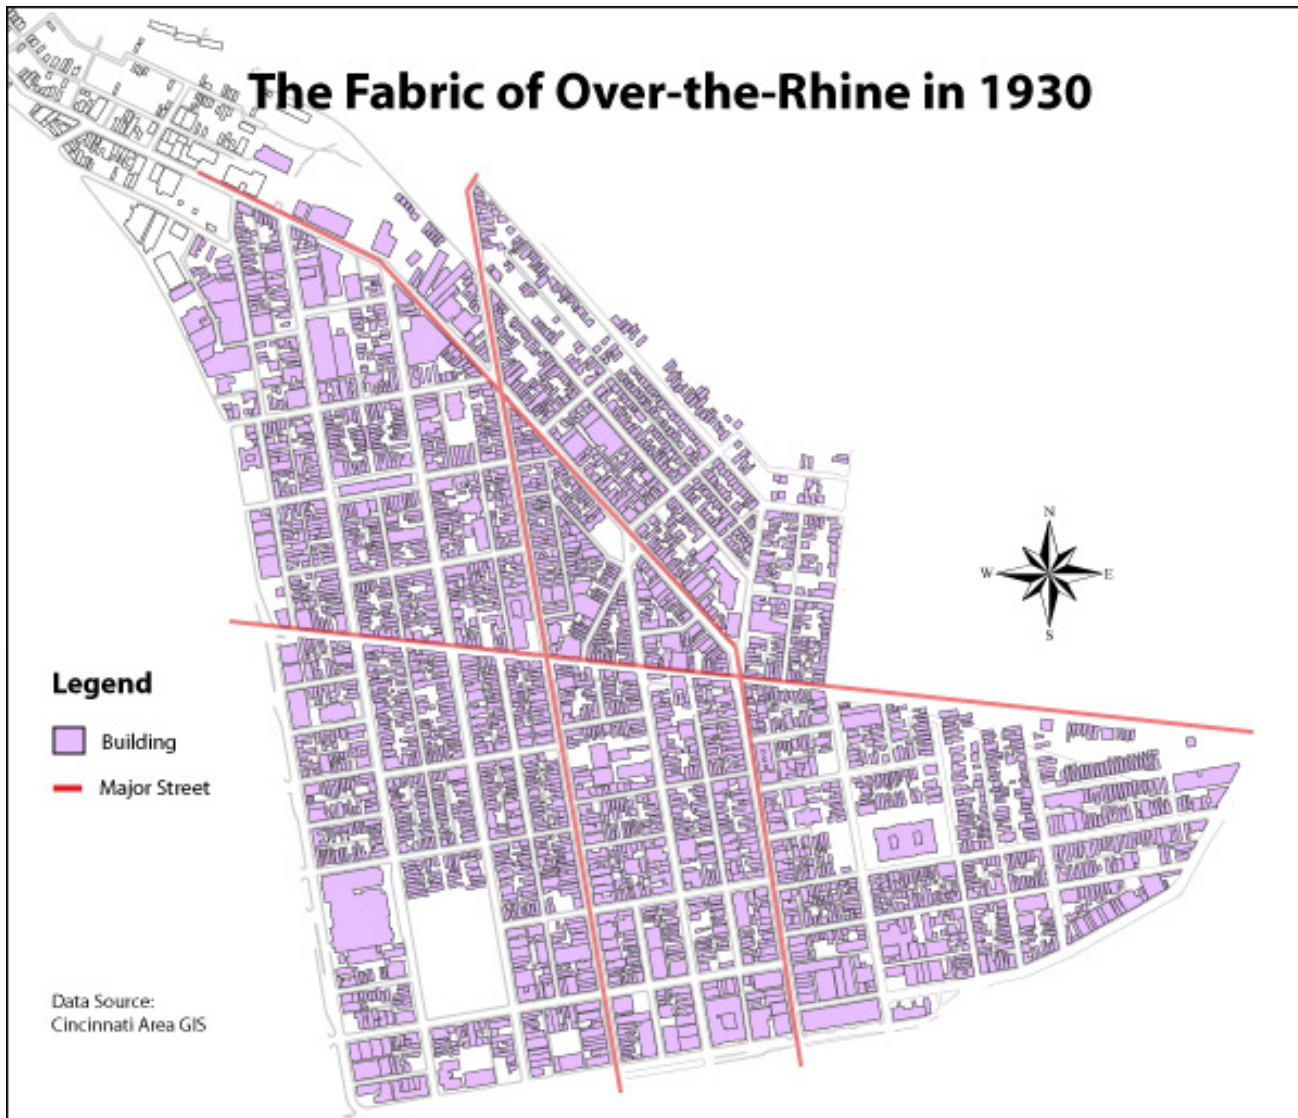 The Fabric of Over-the-Rhine in 1930
N
W E
S
Legend
Building
Major Street
Data Source:
Cincinnati Area GIS